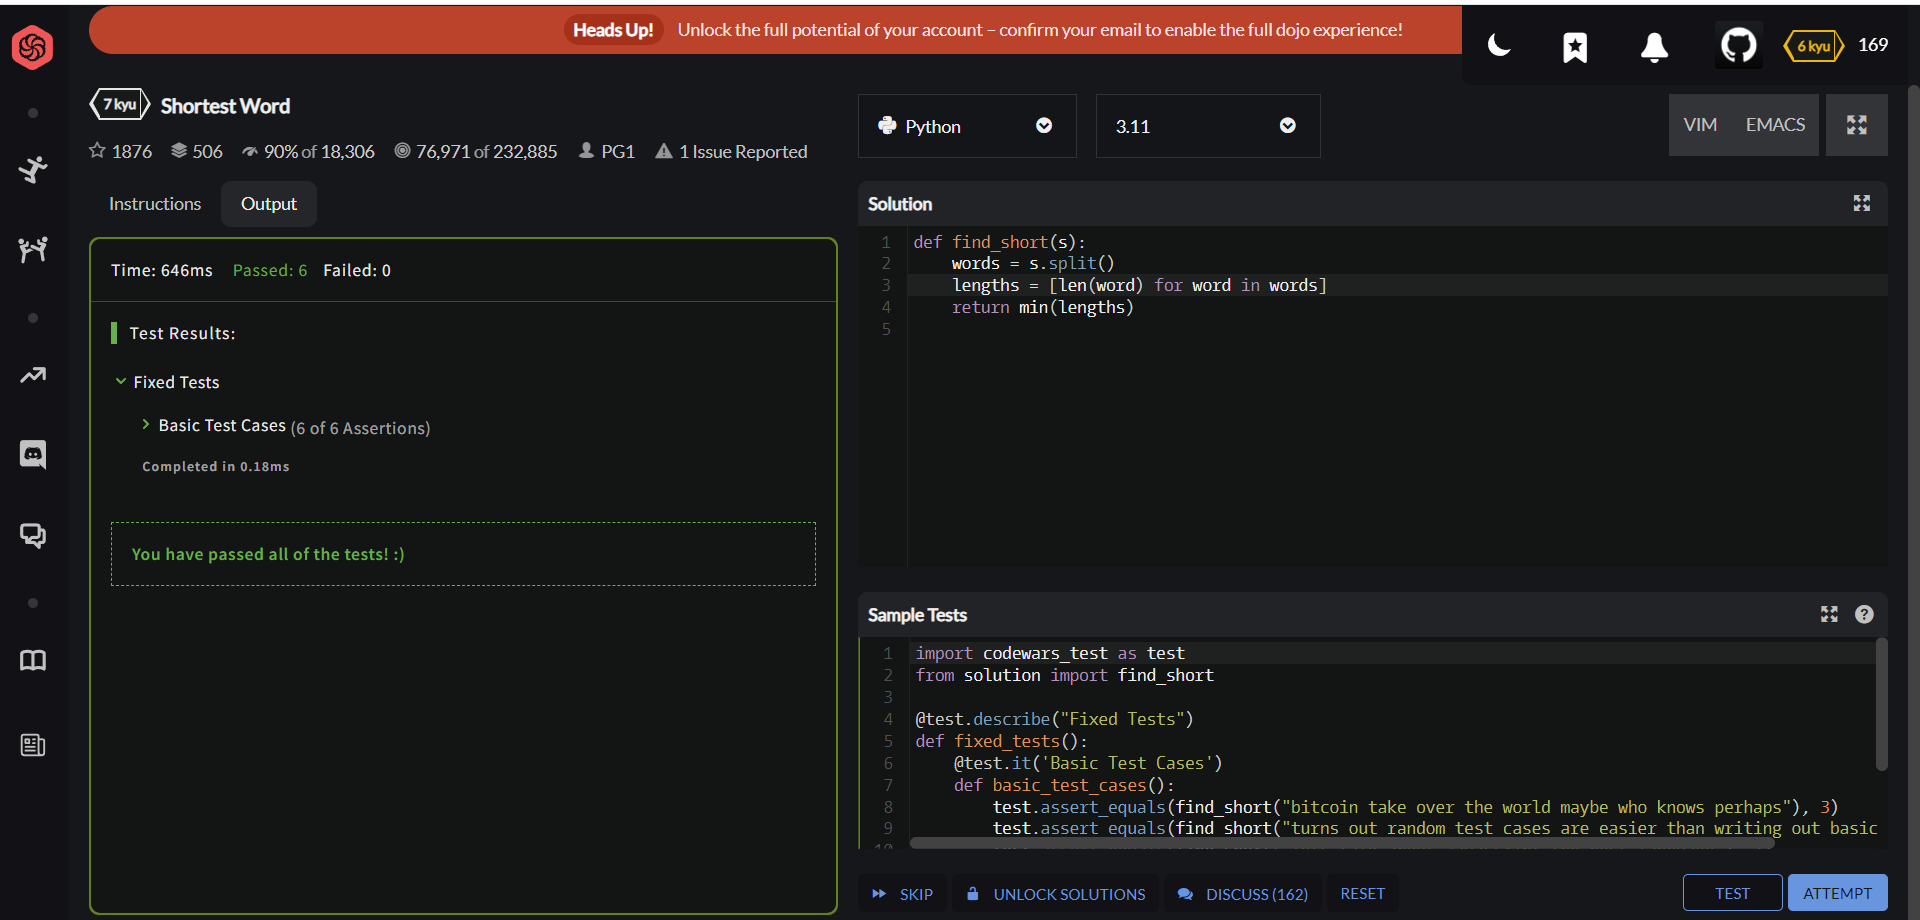 Heads Up! Unlock the full potential of your account – confirm your email to enable the full dojo experience!
6 kyu 169
7 kyu Shortest Word
1876 506 90% of 18,306 76,971 of 232,885 PG1 1 Issue Reported
Python 3.11 VIM EMACS
Instructions Output
Time: 646ms Passed: 6 Failed: 0
Test Results:
Fixed Tests
Basic Test Cases (6 of 6 Assertions)
Completed in 0.18ms
You have passed all of the tests! :)
Solution
1 def find_short(s):
2     words = s.split()
3     lengths = [len(word) for word in words]
4     return min(lengths)
5
Sample Tests
1 import codewars_test as test
2 from solution import find_short
3
4 @test.describe("Fixed Tests")
5 def fixed_tests():
6     @test.it('Basic Test Cases')
7     def basic_test_cases():
8         test.assert_equals(find_short("bitcoin take over the world maybe who knows perhaps"), 3)
9         test.assert_equals(find_short("turns out random test cases are easier than writing out basic
10
SKIP UNLOCK SOLUTIONS DISCUSS (162) RESET TEST ATTEMPT